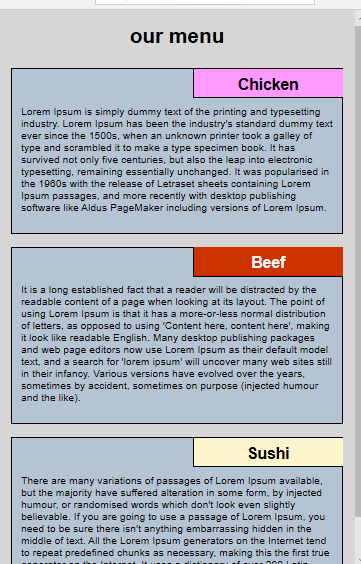 our menu
Chicken
Lorem Ipsum is simply dummy text of the printing and typesetting
industry. Lorem Ipsum has been the industry's standard dummy text
ever since the 1500s, when an unknown printer took a galley of
type and scrambled it to make a type specimen book. It has
survived not only five centuries, but also the leap into electronic
typesetting, remaining essentially unchanged. It was popularised in
the 1960s with the release of Letraset sheets containing Lorem
Ipsum passages, and more recently with desktop publishing
software like Aldus PageMaker including versions of Lorem Ipsum.
Beef
It is a long established fact that a reader will be distracted by the
readable content of a page when looking at its layout. The point of
using Lorem Ipsum is that it has a more-or-less normal distribution
of letters, as opposed to using 'Content here, content here', making
it look like readable English. Many desktop publishing packages
and web page editors now use Lorem Ipsum as their default model
text, and a search for 'lorem ipsum' will uncover many web sites still
in their infancy. Various versions have evolved over the years,
sometimes by accident, sometimes on purpose (injected humour
and the like).
Sushi
There are many variations of passages of Lorem Ipsum available,
but the majority have suffered alteration in some form, by injected
humour, or randomised words which don't look even slightly
believable. If you are going to use a passage of Lorem Ipsum, you
need to be sure there isn't anything embarrassing hidden in the
middle of text. All the Lorem Ipsum generators on the Internet tend
to repeat predefined chunks as necessary, making this the first true
generator on the Internet. It uses a dictionary of over 200 Latin